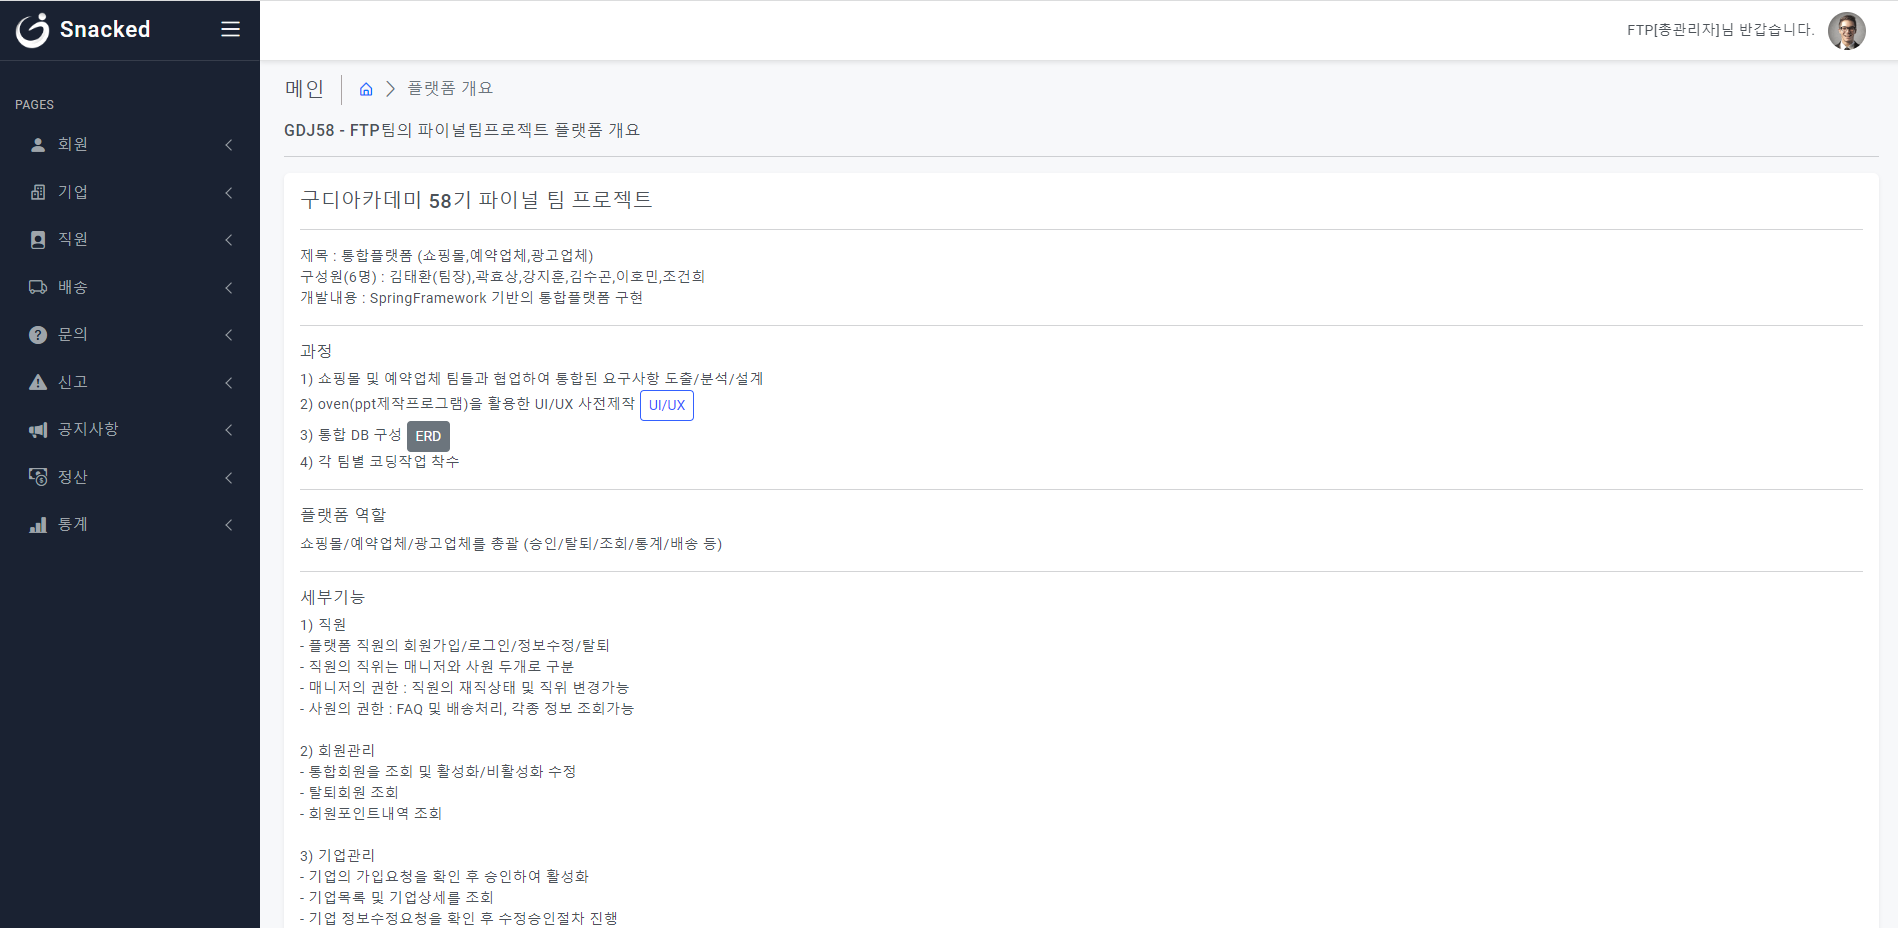 Snacked
FTP[총관리자]님 반갑습니다.
PAGES
회원
기업
직원
배송
문의
신고
공지사항
정산
통계
메인
플랫폼 개요
GDJ58 - FTP팀의 파이널팀프로젝트 플랫폼 개요
구디아카데미 58기 파이널 팀 프로젝트
제목 : 통합플랫폼 (쇼핑몰,예약업체,광고업체)
구성원(6명) : 김태환(팀장),곽효상,강지훈,김수곤,이호민,조건희
개발내용 : SpringFramework 기반의 통합플랫폼 구현
과정
1) 쇼핑몰 및 예약업체 팀들과 협업하여 통합된 요구사항 도출/분석/설계
2) oven(ppt제작프로그램)을 활용한 UI/UX 사전제작 UI/UX
3) 통합 DB 구성 ERD
4) 각 팀별 코딩작업 착수
플랫폼 역할
쇼핑몰/예약업체/광고업체를 총괄 (승인/탈퇴/조회/통계/배송 등)
세부기능
1) 직원
- 플랫폼 직원의 회원가입/로그인/정보수정/탈퇴
- 직원의 직위는 매니저와 사원 두개로 구분
- 매니저의 권한 : 직원의 재직상태 및 직위 변경가능
- 사원의 권한 : FAQ 및 배송처리, 각종 정보 조회가능
2) 회원관리
- 통합회원을 조회 및 활성화/비활성화 수정
- 탈퇴회원 조회
- 회원포인트내역 조회
3) 기업관리
- 기업의 가입요청을 확인 후 승인하여 활성화
- 기업목록 및 기업상세를 조회
- 기업 정보수정요청을 확인 후 수정승인절차 진행